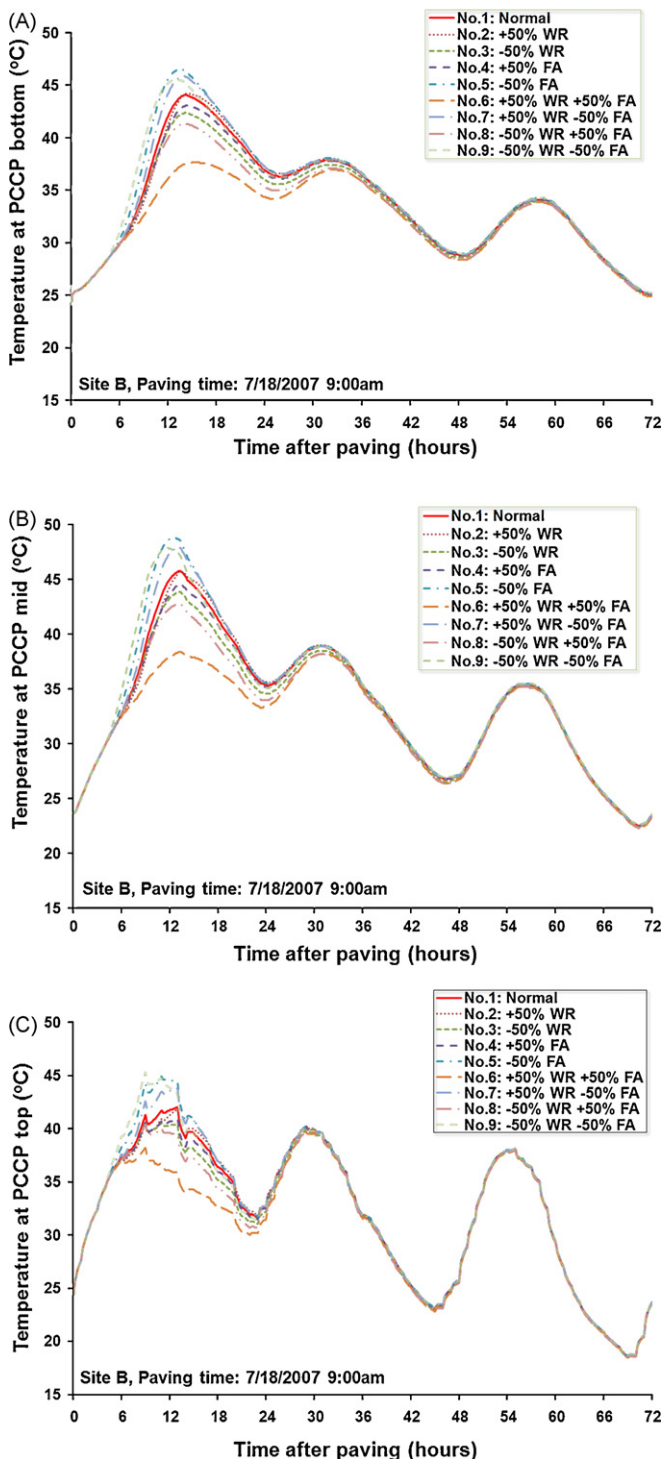 (A)
Temperature at PCCP bottom (ºC)
50
45
40
35
30
25
20
15
No.1: Normal
No.2: +50% WR
No.3: -50% WR
No.4: +50% FA
No.5: -50% FA
No.6: +50% WR +50% FA
No.7: +50% WR -50% FA
No.8: -50% WR +50% FA
No.9: -50% WR -50% FA
Site B, Paving time: 7/18/2007 9:00am
0 6 12 18 24 30 36 42 48 54 60 66 72
Time after paving (hours)
(B)
Temperature at PCCP mid (ºC)
50
45
40
35
30
25
20
15
No.1: Normal
No.2: +50% WR
No.3: -50% WR
No.4: +50% FA
No.5: -50% FA
No.6: +50% WR +50% FA
No.7: +50% WR -50% FA
No.8: -50% WR +50% FA
No.9: -50% WR -50% FA
Site B, Paving time: 7/18/2007 9:00am
0 6 12 18 24 30 36 42 48 54 60 66 72
Time after paving (hours)
(C)
Temperature at PCCP top (ºC)
50
45
40
35
30
25
20
15
No.1: Normal
No.2: +50% WR
No.3: -50% WR
No.4: +50% FA
No.5: -50% FA
No.6: +50% WR +50% FA
No.7: +50% WR -50% FA
No.8: -50% WR +50% FA
No.9: -50% WR -50% FA
Site B, Paving time: 7/18/2007 9:00am
0 6 12 18 24 30 36 42 48 54 60 66 72
Time after paving (hours)